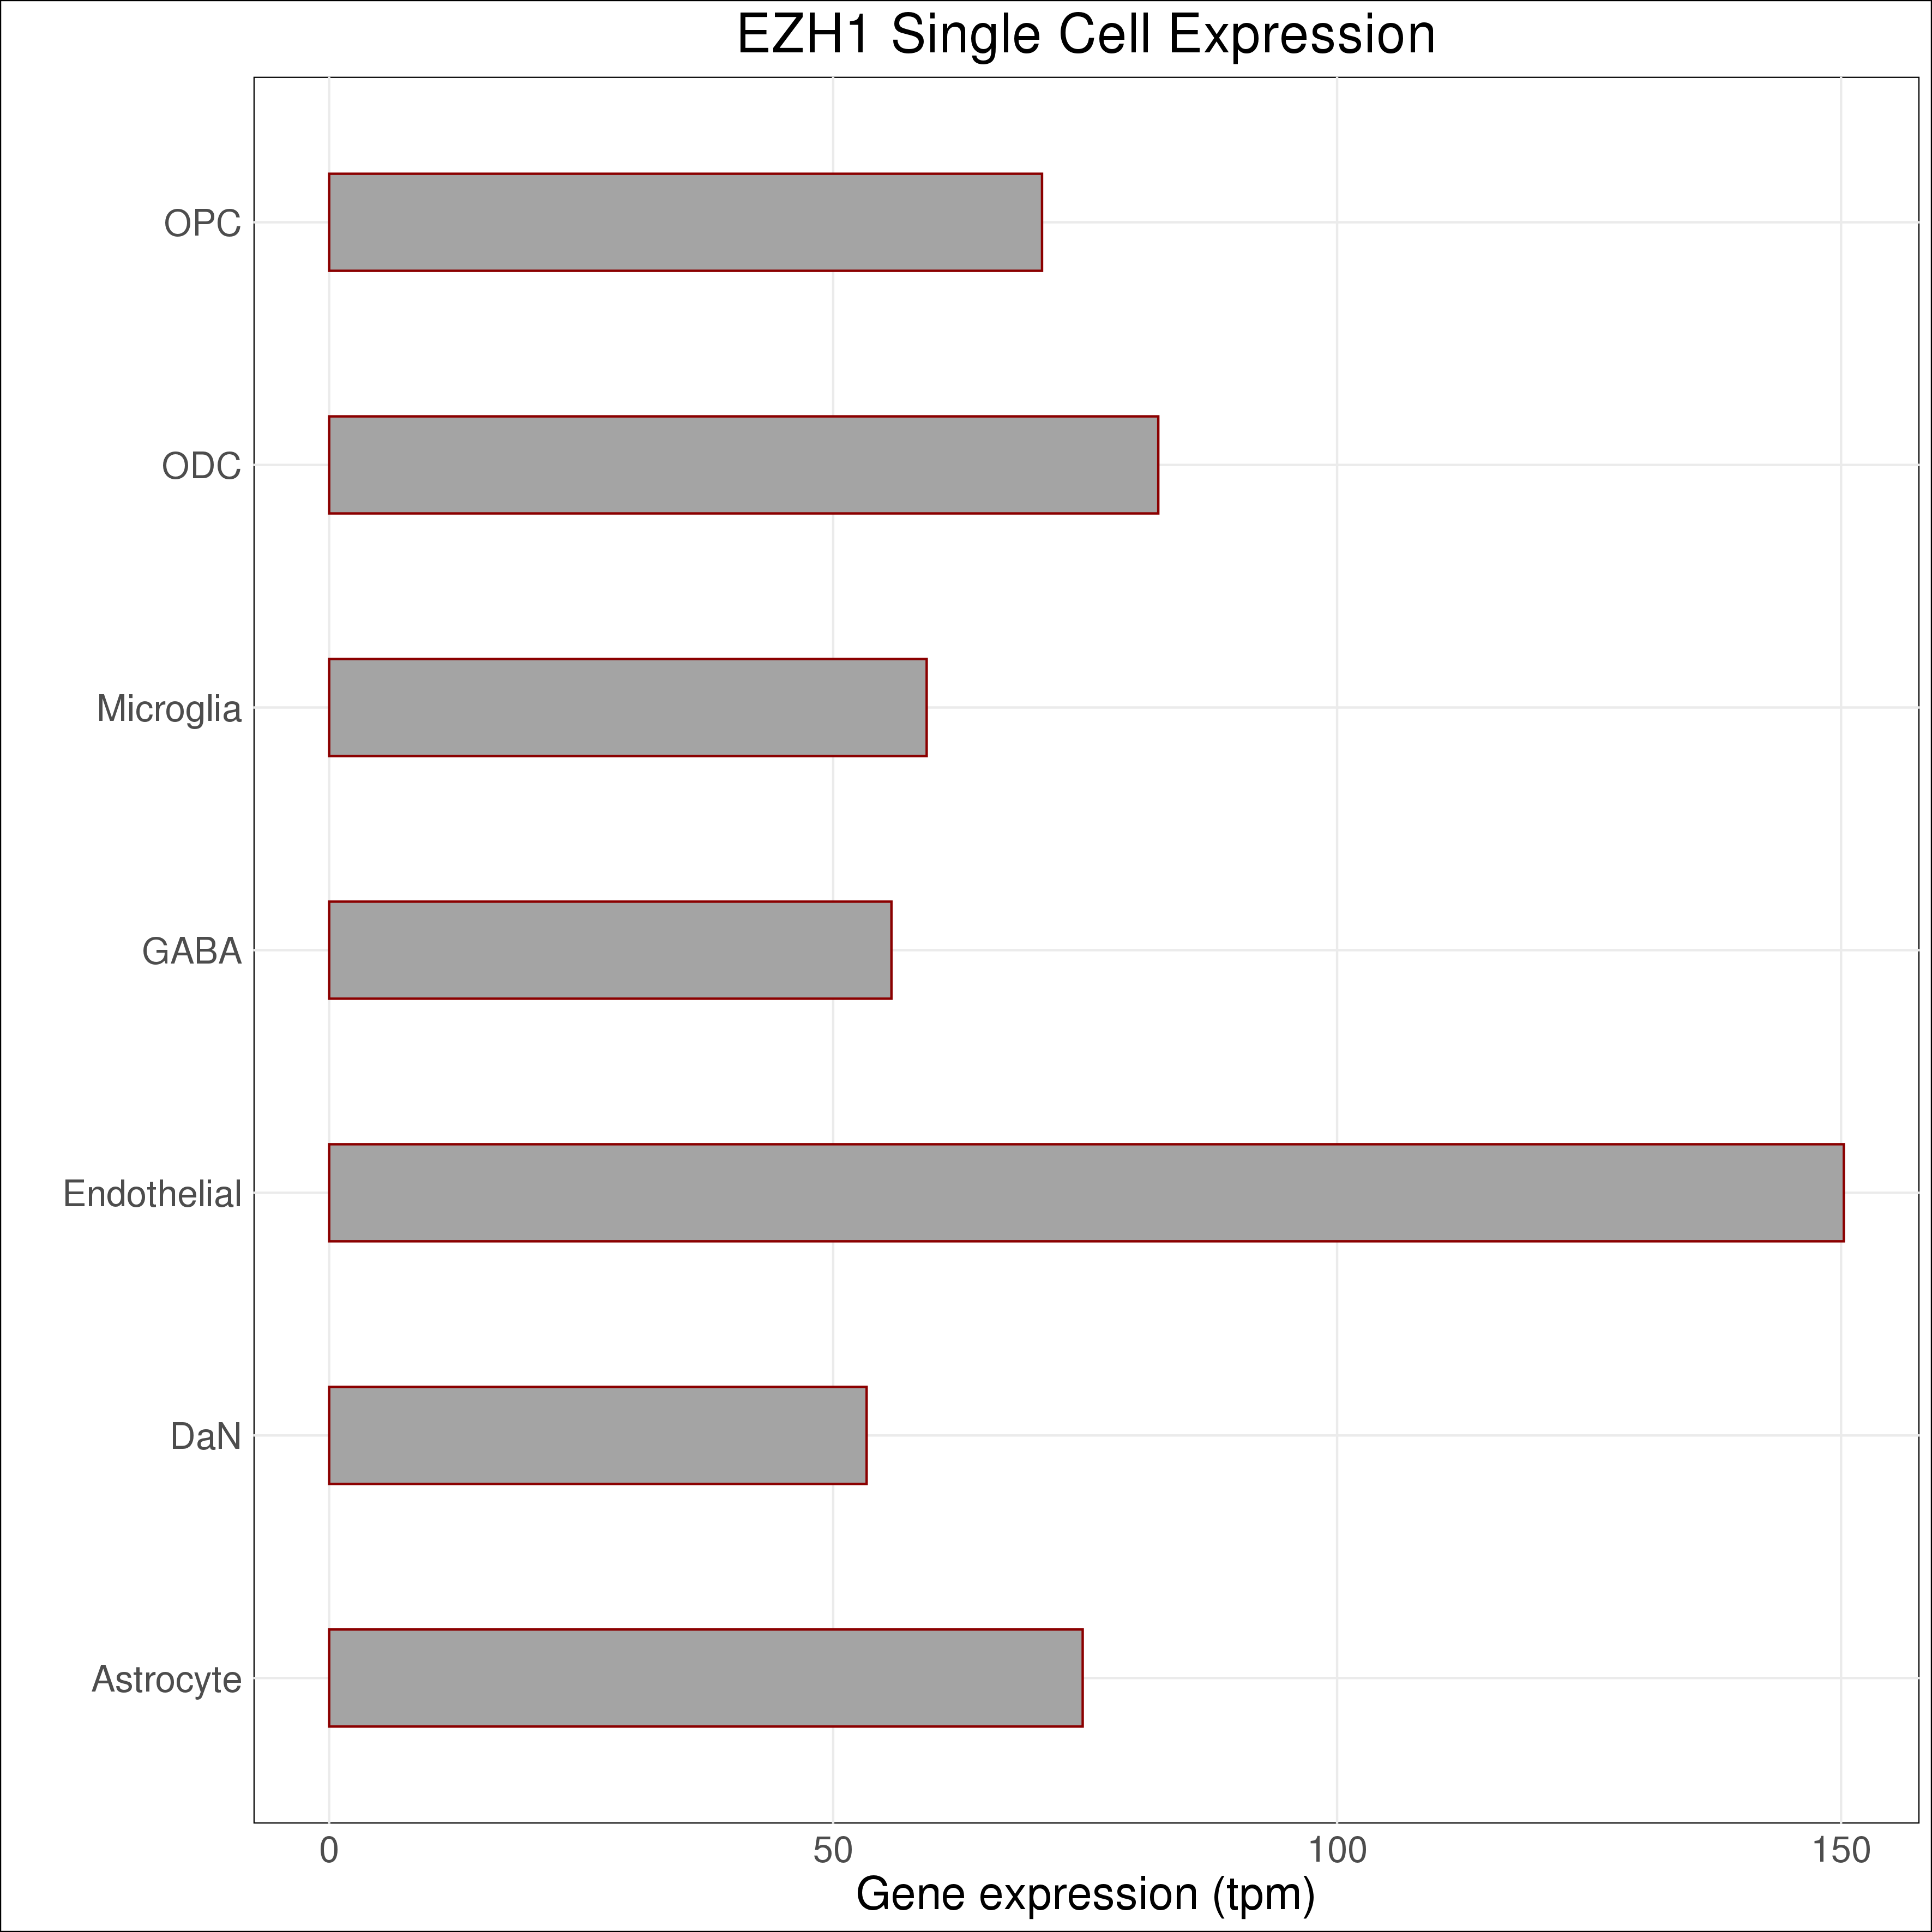 EZH1 Single Cell Expression
OPC
ODC
Microglia
GABA
Endothelial
DaN
Astrocyte
0 50 100 150
Gene expression (tpm)